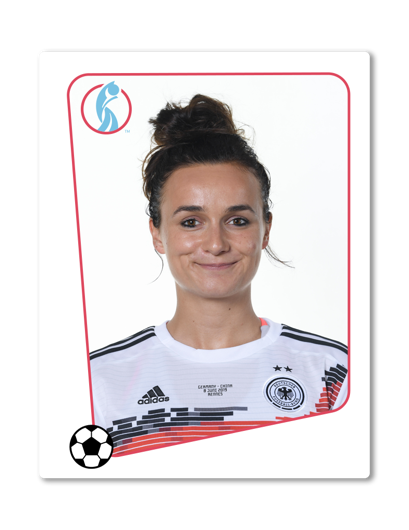 adidas
GERMANY - CHINA
8 JUNE 2019
RENNES